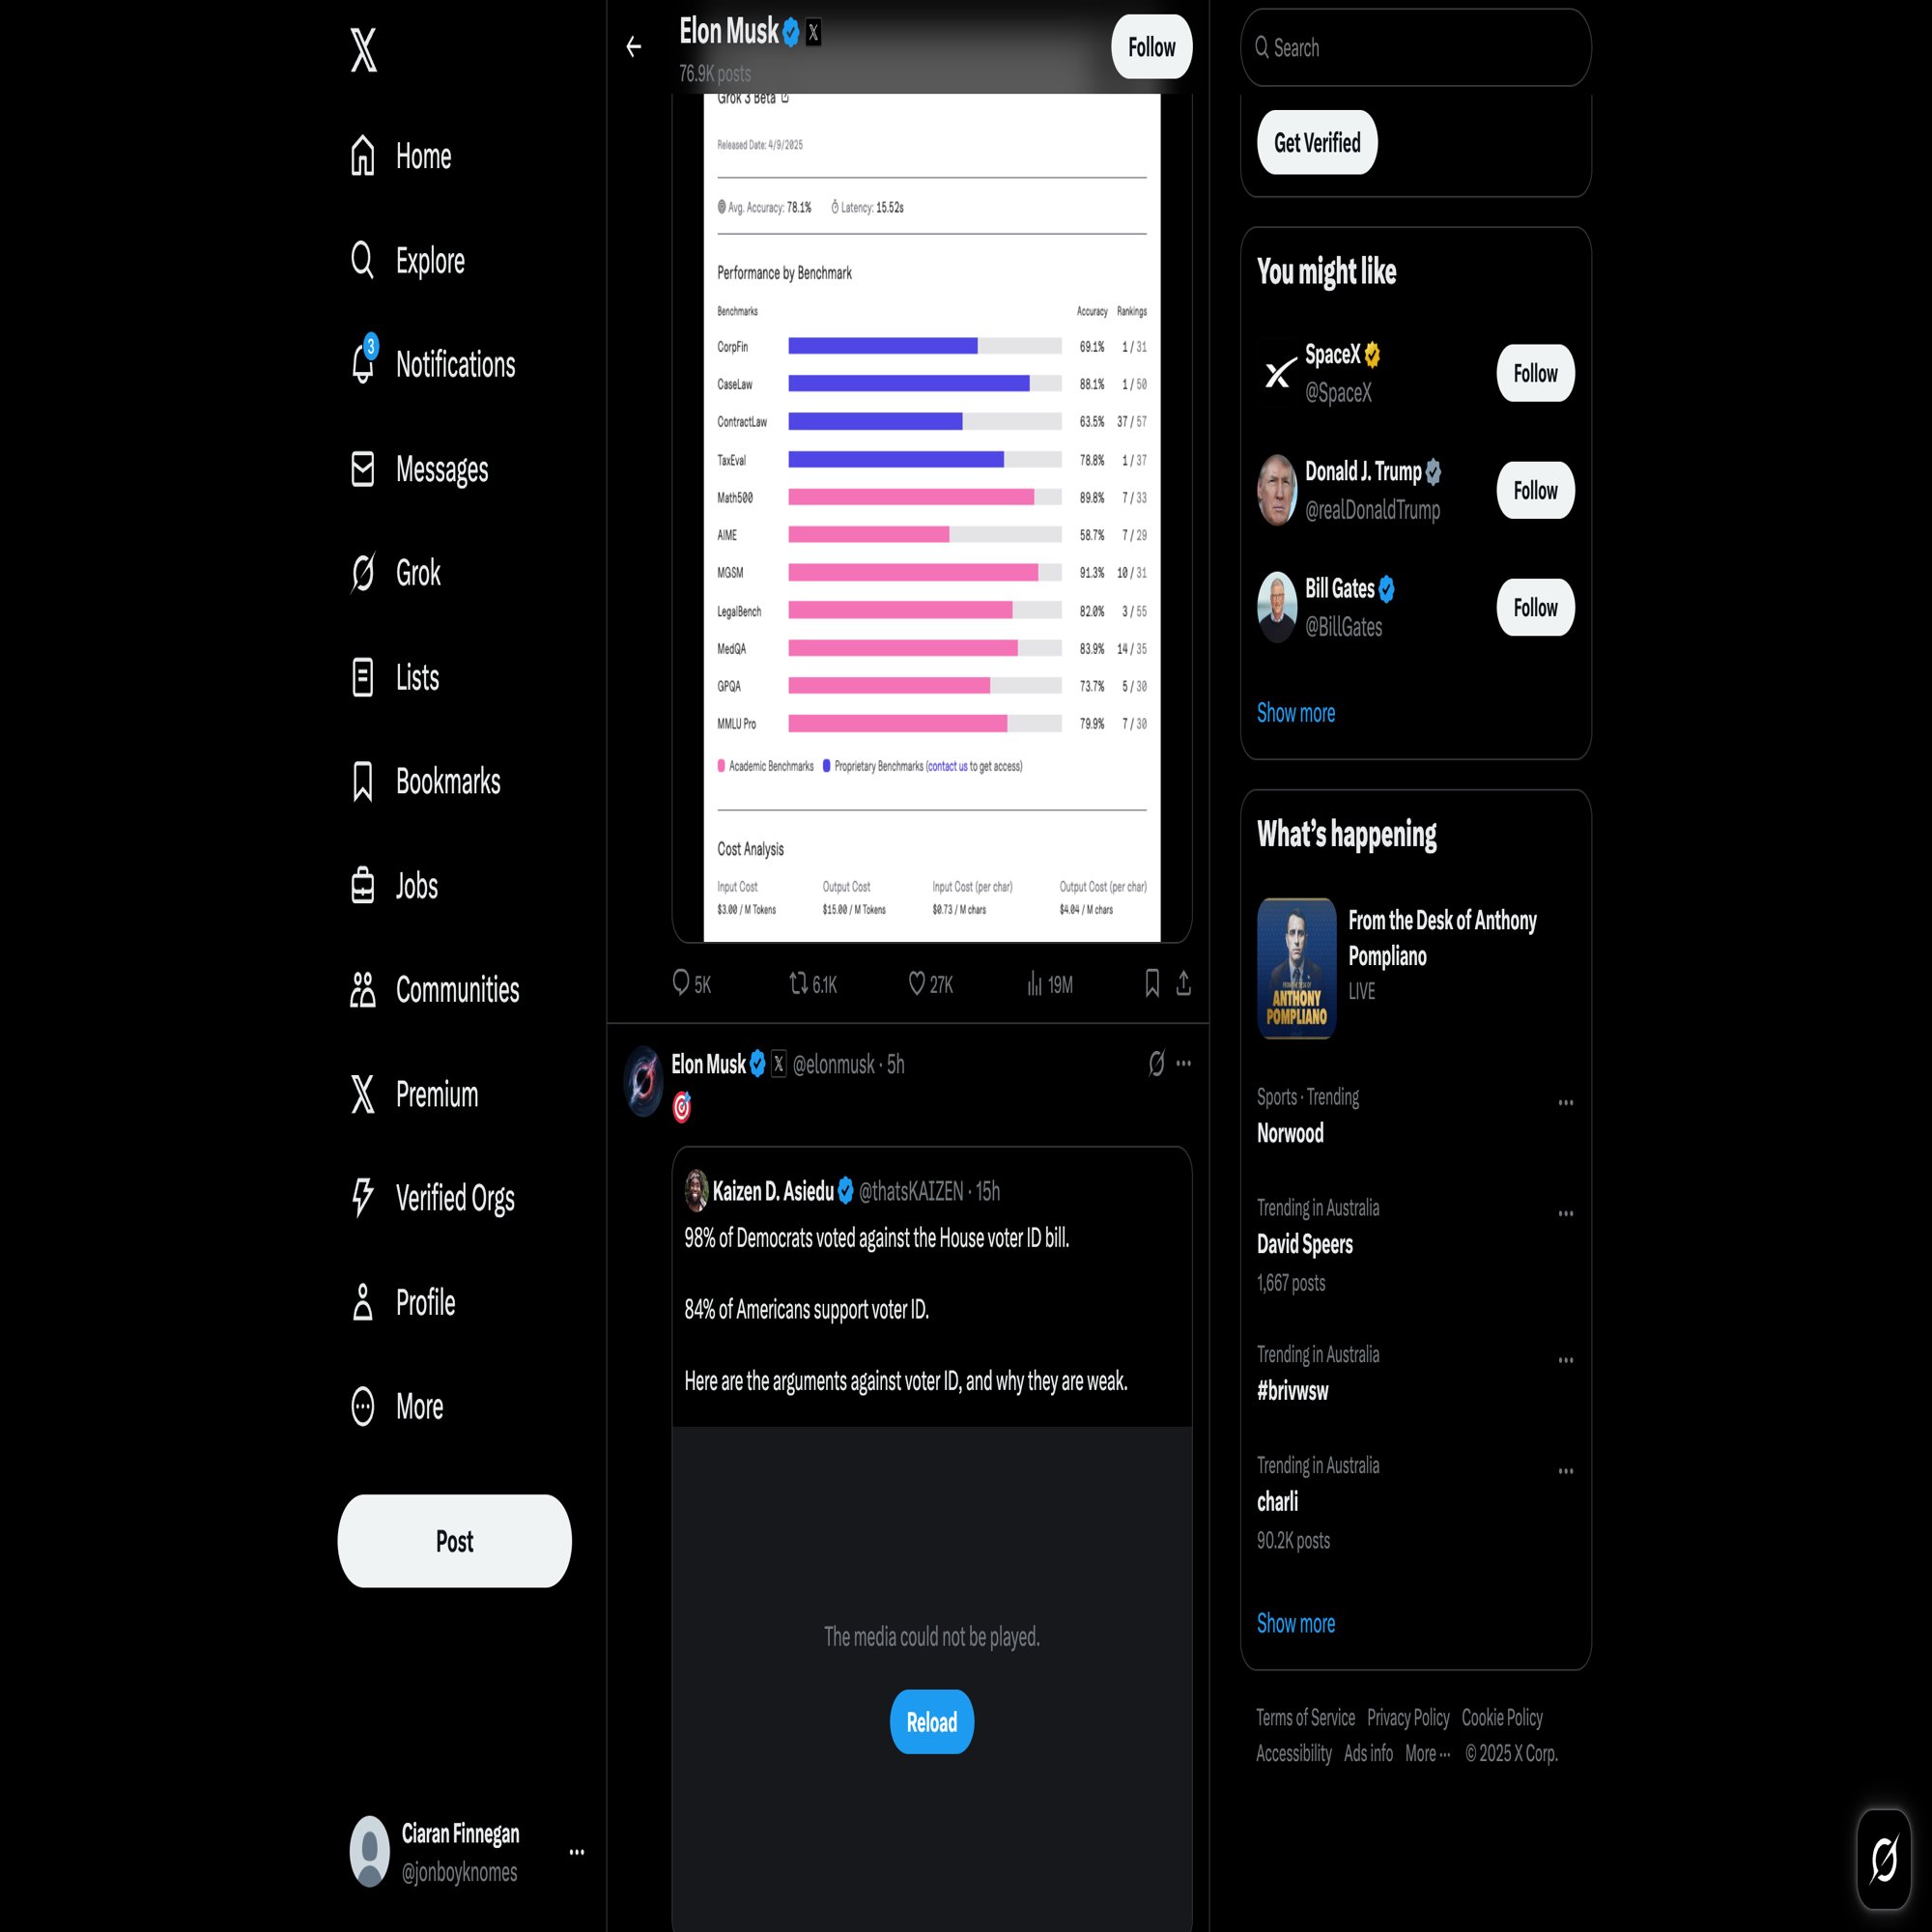 Home
Explore
3
Notifications
Messages
Grok
Lists
Bookmarks
Jobs
Communities
Premium
Verified Orgs
Profile
More
Post
Ciaran Finnegan
@jonboyknomes
Elon Musk
76.9K posts
Follow
Grok 3 Beta
Released Date: 4/9/2025
Avg. Accuracy: 78.1% Latency: 15.52s
Performance by Benchmark
Benchmarks Accuracy Rankings
CorpFin 69.1% 1 / 31
CaseLaw 88.1% 1 / 50
ContractLaw 63.5% 37 / 57
TaxEval 78.8% 1 / 37
Math500 89.8% 7 / 33
AIME 58.7% 7 / 29
MGSM 91.3% 10 / 31
LegalBench 82.0% 3 / 55
MedQA 83.9% 14 / 35
GPQA 73.7% 5 / 30
MMLU Pro 79.9% 7 / 30
Academic Benchmarks Proprietary Benchmarks (contact us to get access)
Cost Analysis
Input Cost Output Cost Input Cost (per char) Output Cost (per char)
$3.00 / M Tokens $15.00 / M Tokens $0.73 / M chars $4.04 / M chars
5K 6.1K 27K 19M
Elon Musk @elonmusk · 5h
Kaizen D. Asiedu @thatsKAIZEN · 15h
98% of Democrats voted against the House voter ID bill.
84% of Americans support voter ID.
Here are the arguments against voter ID, and why they are weak.
The media could not be played.
Reload
Search
Get Verified
You might like
SpaceX
@SpaceX
Follow
Donald J. Trump
@realDonaldTrump
Follow
Bill Gates
@BillGates
Follow
Show more
What's happening
ANTHONY
POMPLIANO
From the Desk of Anthony
Pompliano
LIVE
Sports · Trending
Norwood
Trending in Australia
David Speers
1,667 posts
Trending in Australia
#brivwsw
Trending in Australia
charli
90.2K posts
Show more
Terms of Service Privacy Policy Cookie Policy
Accessibility Ads info More ··· © 2025 X Corp.